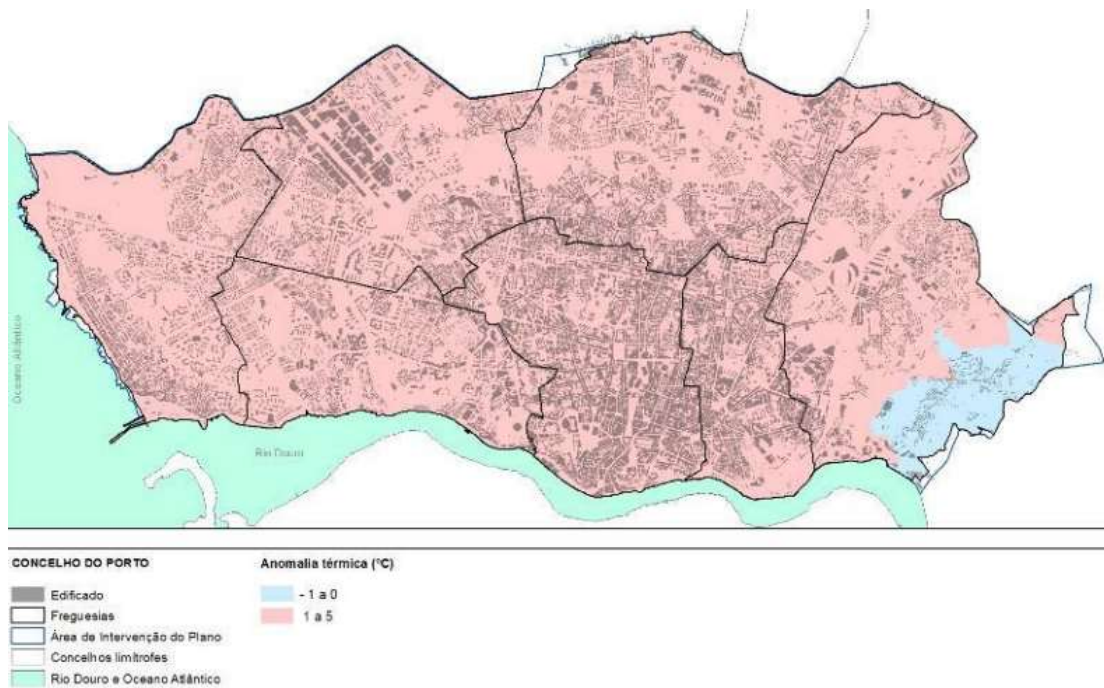 Oceano Atlântico
Rio Douro
CONCELHO DO PORTO
Edificado
Freguesias
Área de Intervenção do Plano
Concelhos limítrofes
Rio Douro e Oceano Atlântico
Anomalia térmica (°C)
- 1 a 0
1 a 5